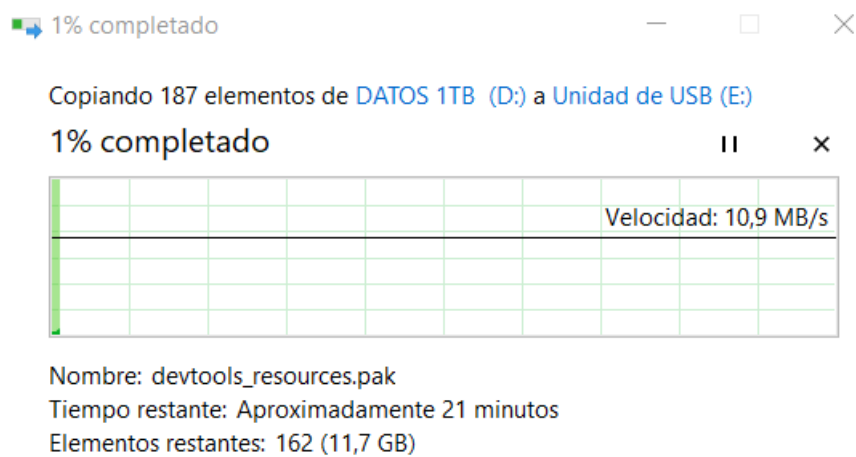 1% completado
Copiando 187 elementos de DATOS 1TB (D:) a Unidad de USB (E:)
1% completado
Velocidad: 10,9 MB/s
Nombre: devtools_resources.pak
Tiempo restante: Aproximadamente 21 minutos
Elementos restantes: 162 (11,7 GB)